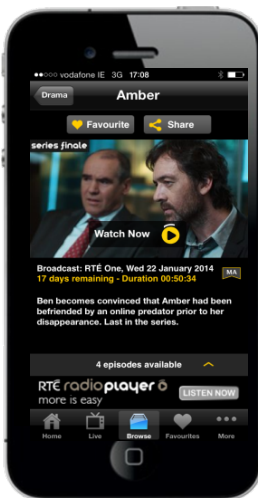 vodafone IE 3G 17:08
Drama
Amber
Favourite
Share
series finale
Watch Now
Broadcast: RTÉ One, Wed 22 January 2014
17 days remaining - Duration 00:50:34
MA
Ben becomes convinced that Amber had been
befriended by an online predator prior to her
disappearance. Last in the series.
4 episodes available
RTÉ radioplayer
more is easy
LISTEN NOW
Home Live Browse Favourites More